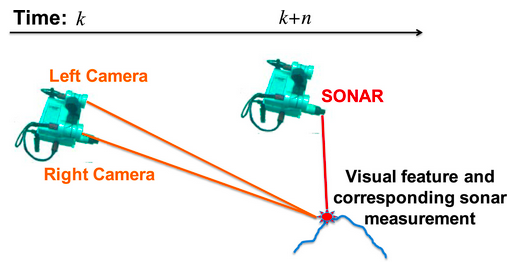 Time: k
k+n
Left Camera
SONAR
Right Camera
Visual feature and
corresponding sonar
measurement